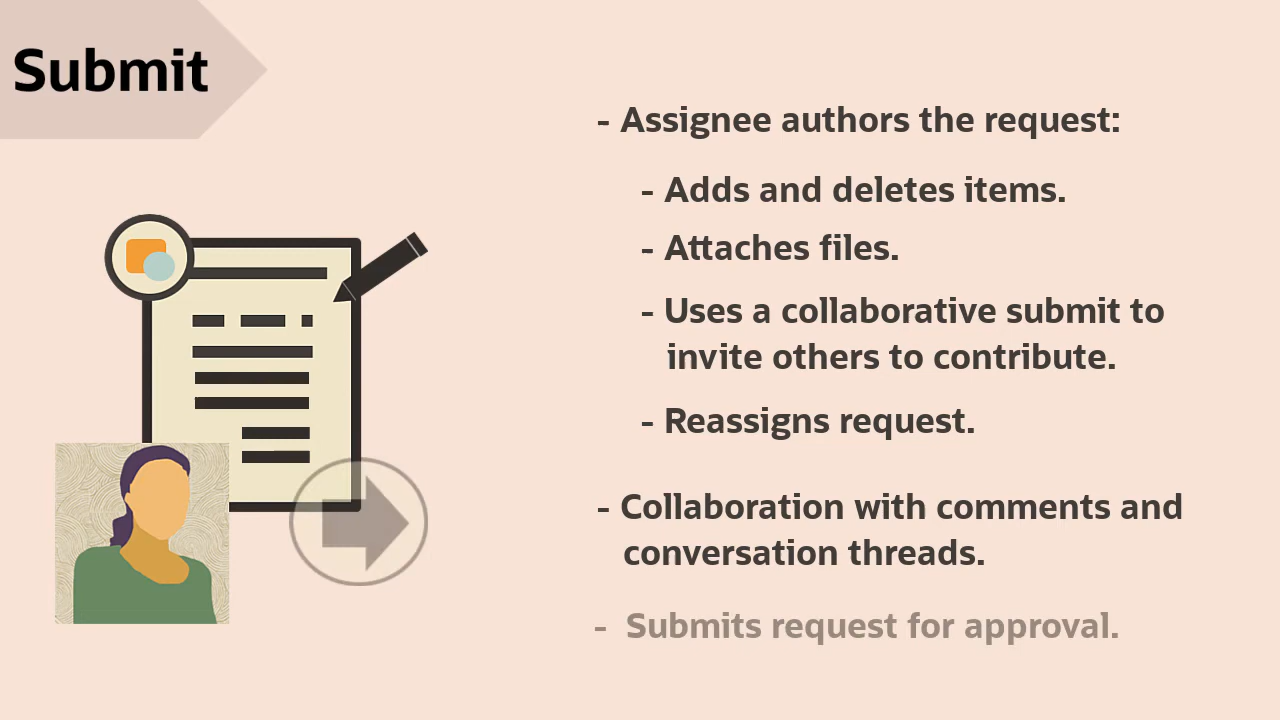 Submit
- Assignee authors the request:
- Adds and deletes items.
- Attaches files.
- Uses a collaborative submit to
invite others to contribute.
- Reassigns request.
- Collaboration with comments and
conversation threads.
- Submits request for approval.